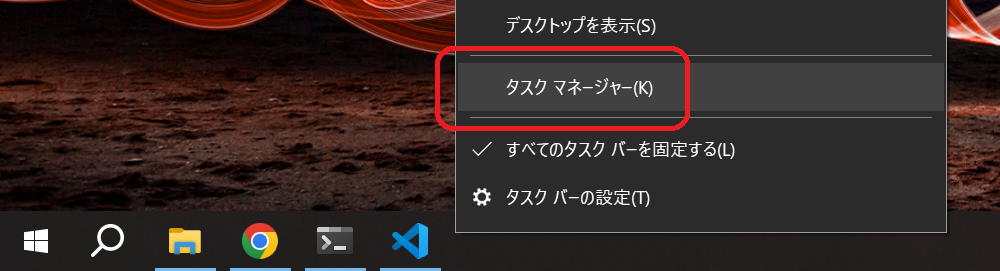 デスクトップを表示(S)
タスク マネージャー(K)
すべてのタスク バーを固定する(L)
タスク バーの設定(T)